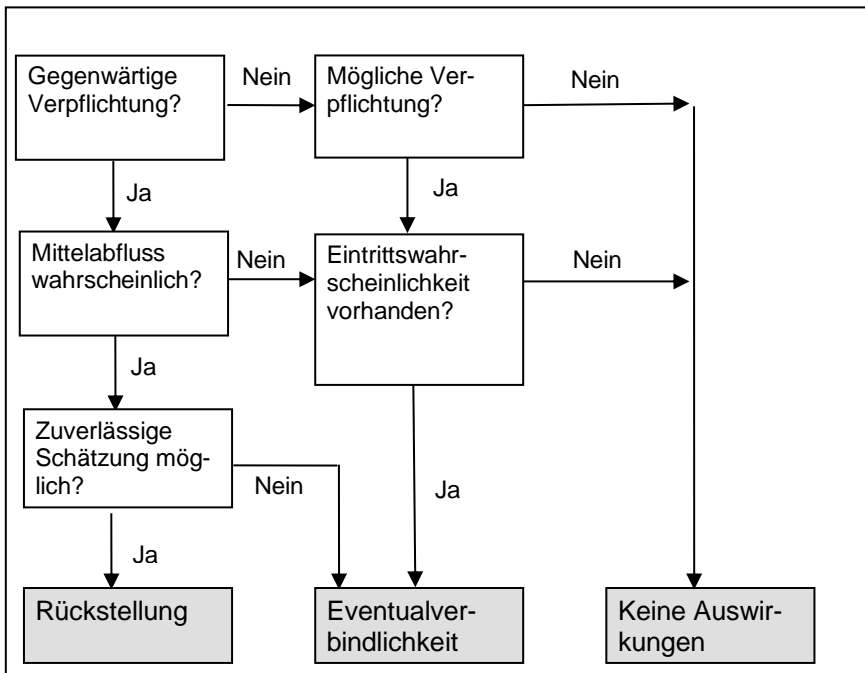 Gegenwärtige
Verpflichtung?
Nein
Mögliche Ver-
pflichtung?
Nein
Ja
Ja
Mittelabfluss
wahrscheinlich?
Nein
Eintrittswahr-
scheinlichkeit
vorhanden?
Nein
Ja
Zuverlässige
Schätzung mög-
lich?
Nein
Ja
Ja
Rückstellung
Eventualver-
bindlichkeit
Keine Auswir-
kungen